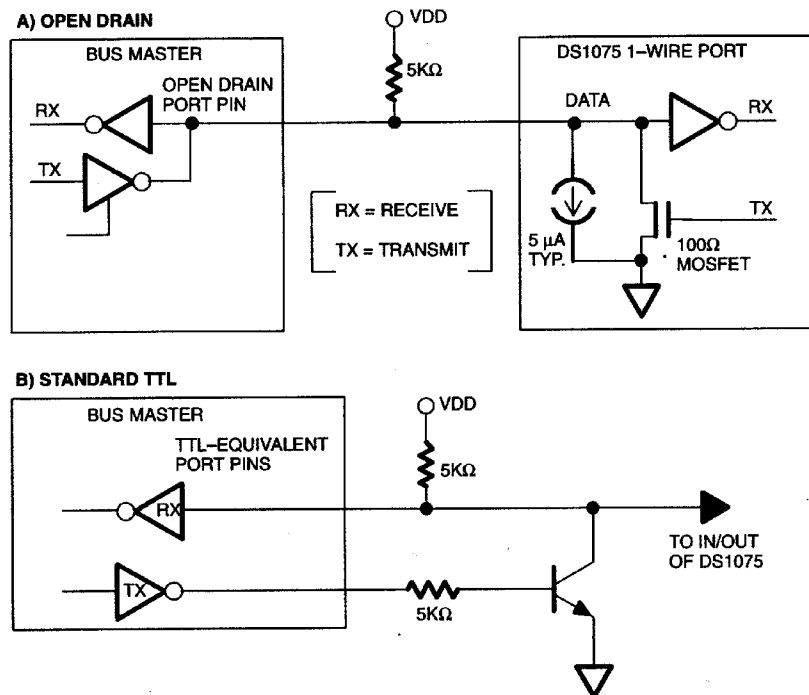 A) OPEN DRAIN
BUS MASTER
OPEN DRAIN
PORT PIN
RX
TX
VDD
5KΩ
RX = RECEIVE
TX = TRANSMIT
DS1075 1–WIRE PORT
DATA
RX
TX
5 µA
TYP.
100Ω
MOSFET
B) STANDARD TTL
BUS MASTER
TTL–EQUIVALENT
PORT PINS
RX
TX
VDD
5KΩ
5KΩ
TO IN/OUT
OF DS1075